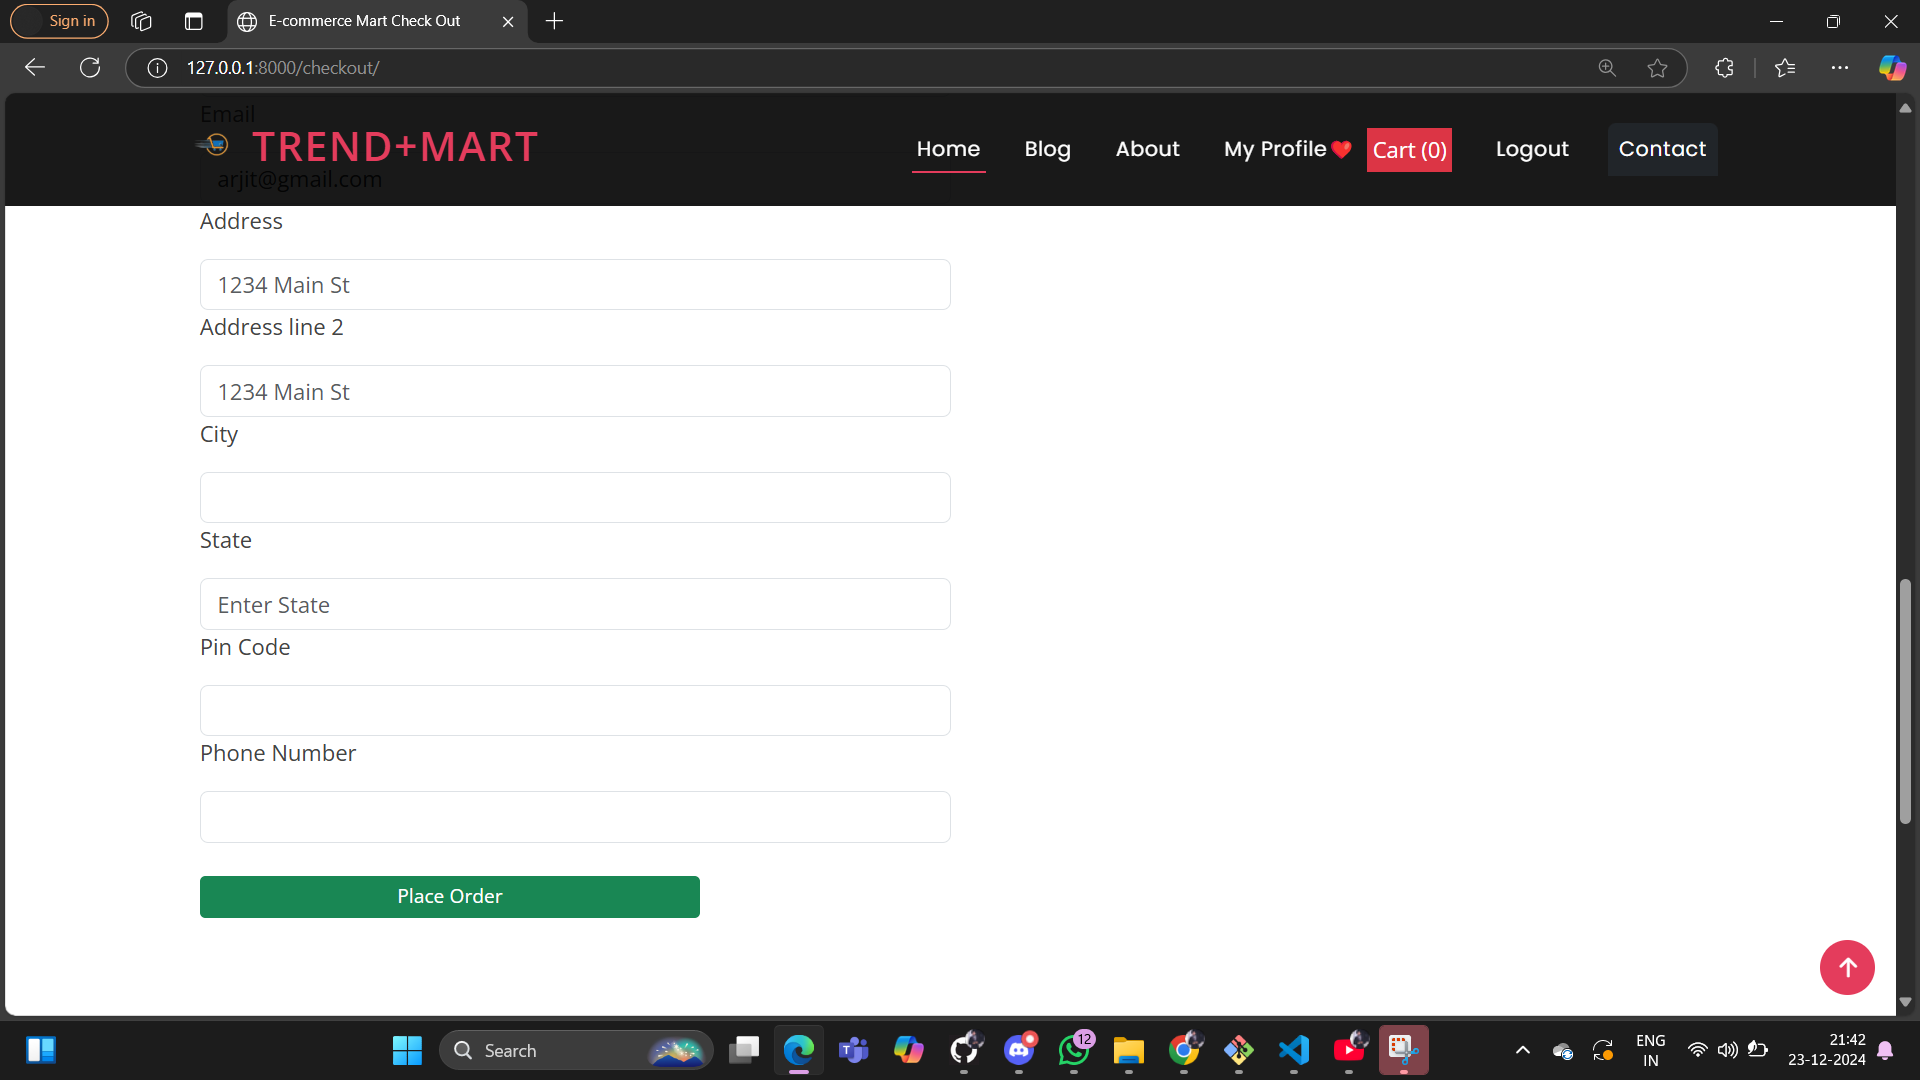 Sign in
E-commerce Mart Check Out
127.0.0.1:8000/checkout/
Email
TREND+MART
Home Blog About My Profile Cart (0) Logout Contact
arjit@gmail.com
Address
1234 Main St
Address line 2
1234 Main St
City
State
Enter State
Pin Code
Phone Number
Place Order
Search
12
ENG
IN
21:42
23-12-2024